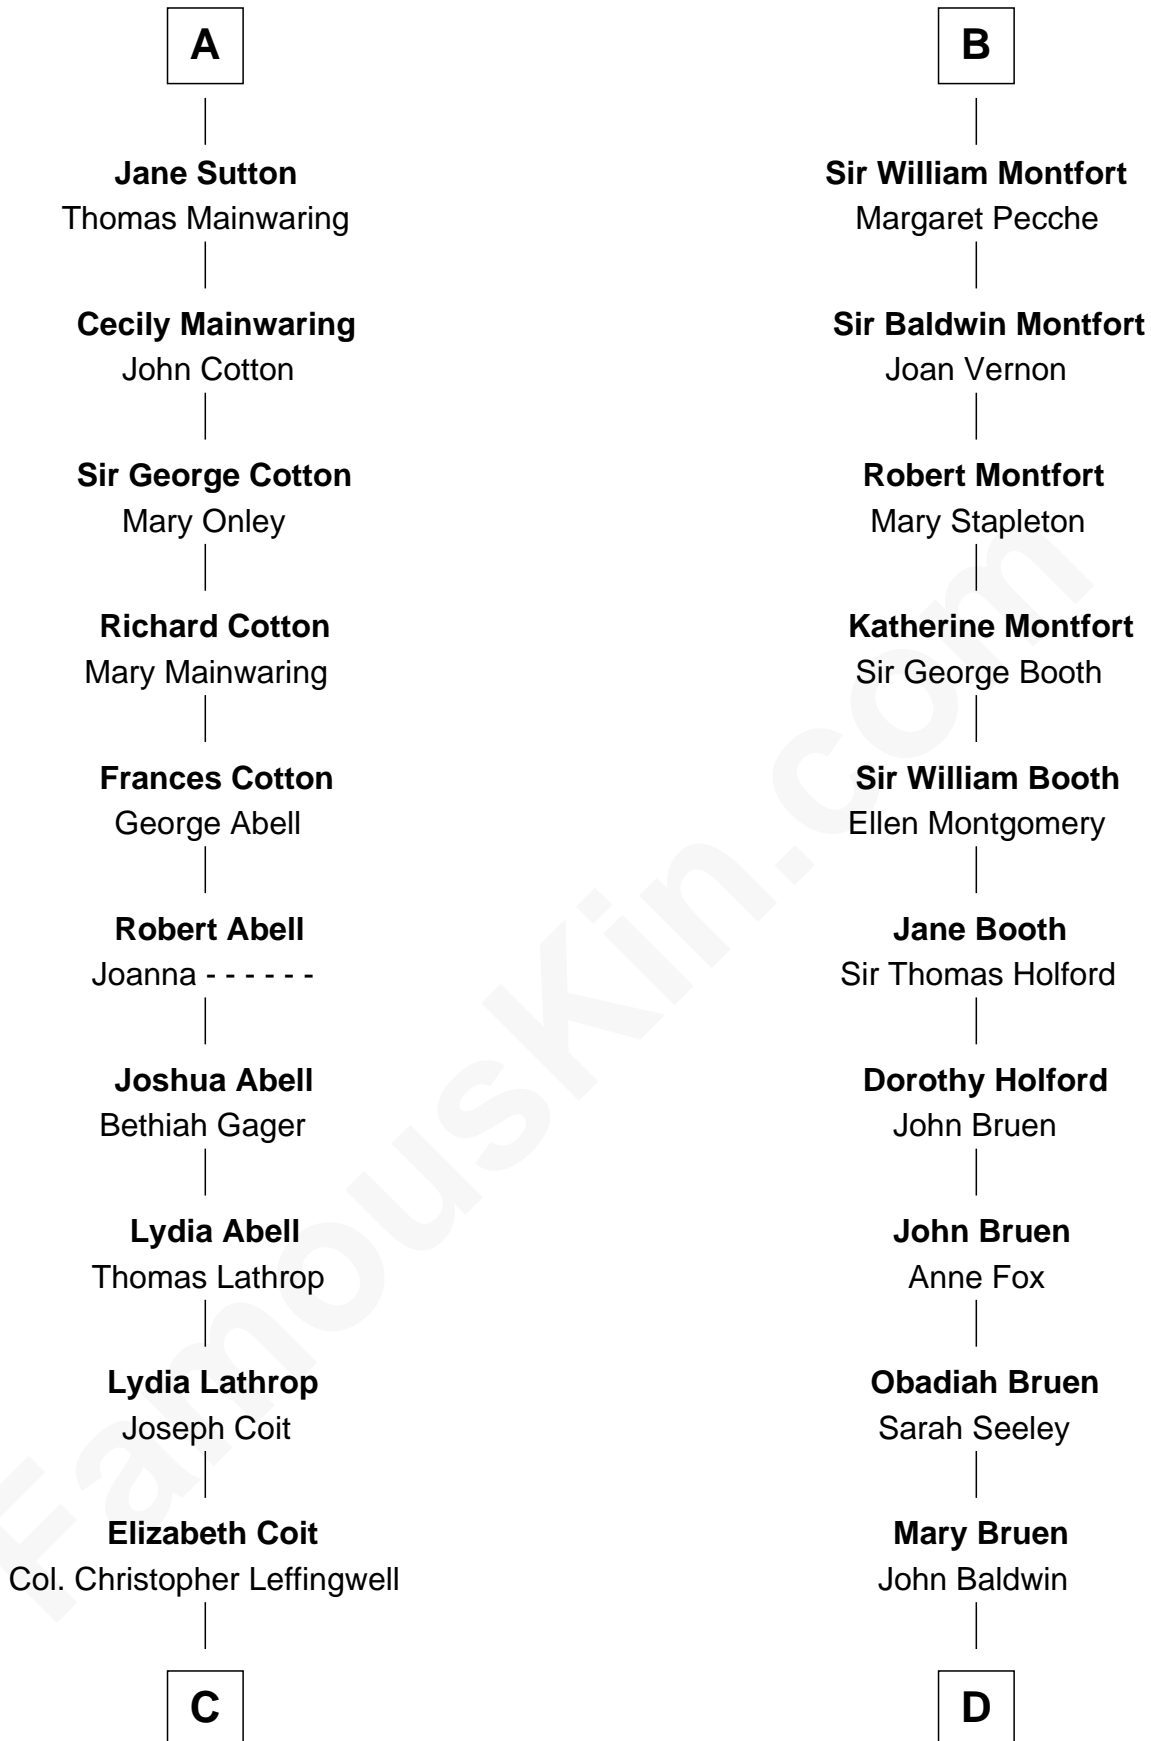 A
Jane Sutton
Thomas Mainwaring
Cecily Mainwaring
John Cotton
Sir George Cotton
Mary Onley
Richard Cotton
Mary Mainwaring
Frances Cotton
George Abell
Robert Abell
Joanna - - - - - -
Joshua Abell
Bethiah Gager
Lydia Abell
Thomas Lathrop
Lydia Lathrop
Joseph Coit
Elizabeth Coit
Col. Christopher Leffingwell
C
B
Sir William Montfort
Margaret Pecche
Sir Baldwin Montfort
Joan Vernon
Robert Montfort
Mary Stapleton
Katherine Montfort
Sir George Booth
Sir William Booth
Ellen Montgomery
Jane Booth
Sir Thomas Holford
Dorothy Holford
John Bruen
John Bruen
Anne Fox
Obadiah Bruen
Sarah Seeley
Mary Bruen
John Baldwin
D
FamousKin.com